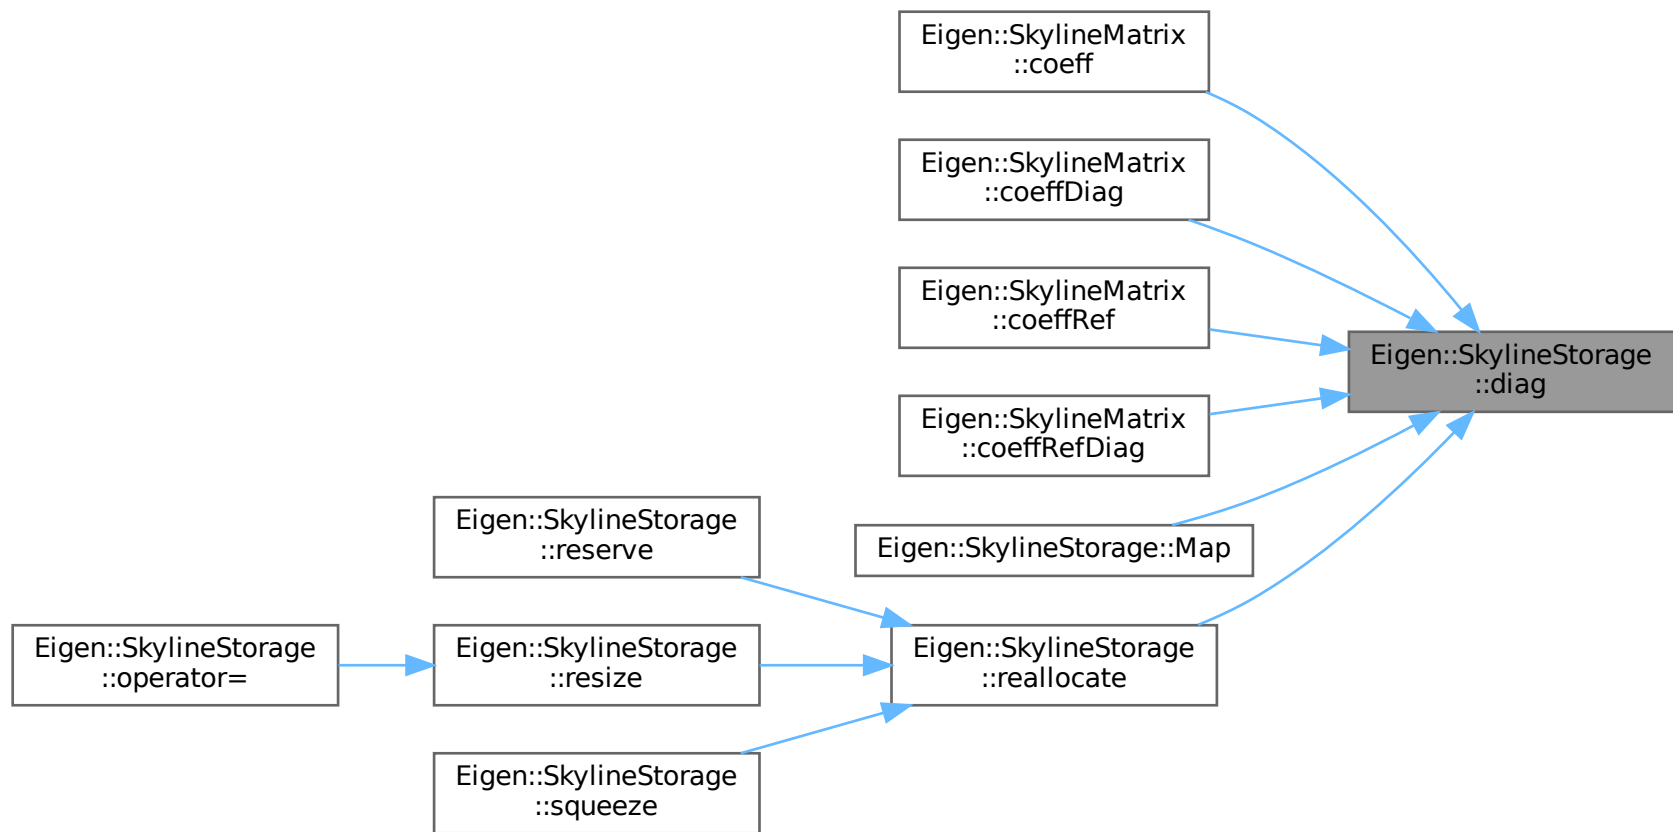 Eigen::SkylineMatrix
::coeff
Eigen::SkylineMatrix
::coeffDiag
Eigen::SkylineMatrix
::coeffRef
Eigen::SkylineStorage
::diag
Eigen::SkylineMatrix
::coeffRefDiag
Eigen::SkylineStorage
::reserve
Eigen::SkylineStorage::Map
Eigen::SkylineStorage
::operator=
Eigen::SkylineStorage
::resize
Eigen::SkylineStorage
::reallocate
Eigen::SkylineStorage
::squeeze